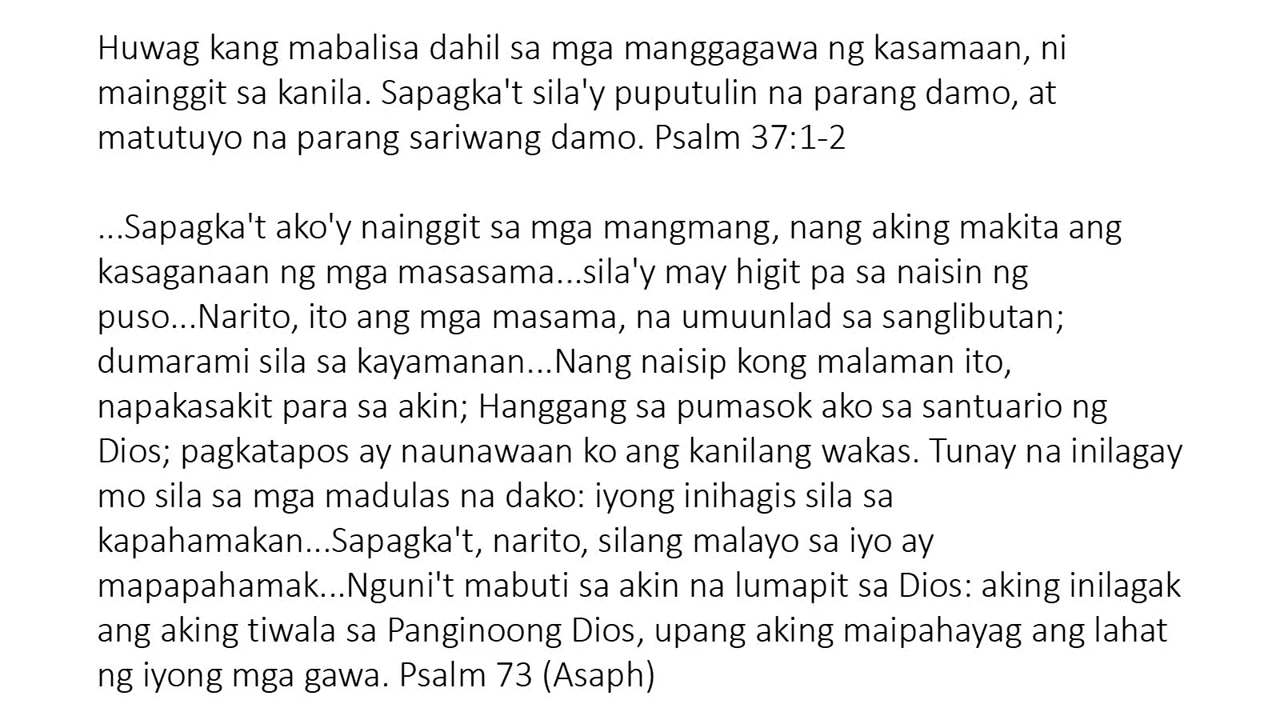 Huwag kang mabalisa dahil sa mga manggagawa ng kasamaan, ni
mainggit sa kanila. Sapagka't sila'y puputulin na parang damo, at
matutuyo na parang sariwang damo. Psalm 37:1-2
...Sapagka't ako'y nainggit sa mga mangmang, nang aking makita ang
kasaganaan ng mga masasama...sila'y may higit pa sa naisin ng
puso...Narito, ito ang mga masama, na umuunlad sa sanglibutan;
dumarami sila sa kayamanan...Nang naisip kong malaman ito,
napakasakit para sa akin; Hanggang sa pumasok ako sa santuario ng
Dios; pagkatapos ay naunawaan ko ang kanilang wakas. Tunay na inilagay
mo sila sa mga madulas na dako: iyong inihagis sila sa
kapahamakan...Sapagka't, narito, silang malayo sa iyo ay
mapapahamak...Nguni't mabuti sa akin na lumapit sa Dios: aking inilagak
ang aking tiwala sa Panginoong Dios, upang aking maipahayag ang lahat
ng iyong mga gawa. Psalm 73 (Asaph)